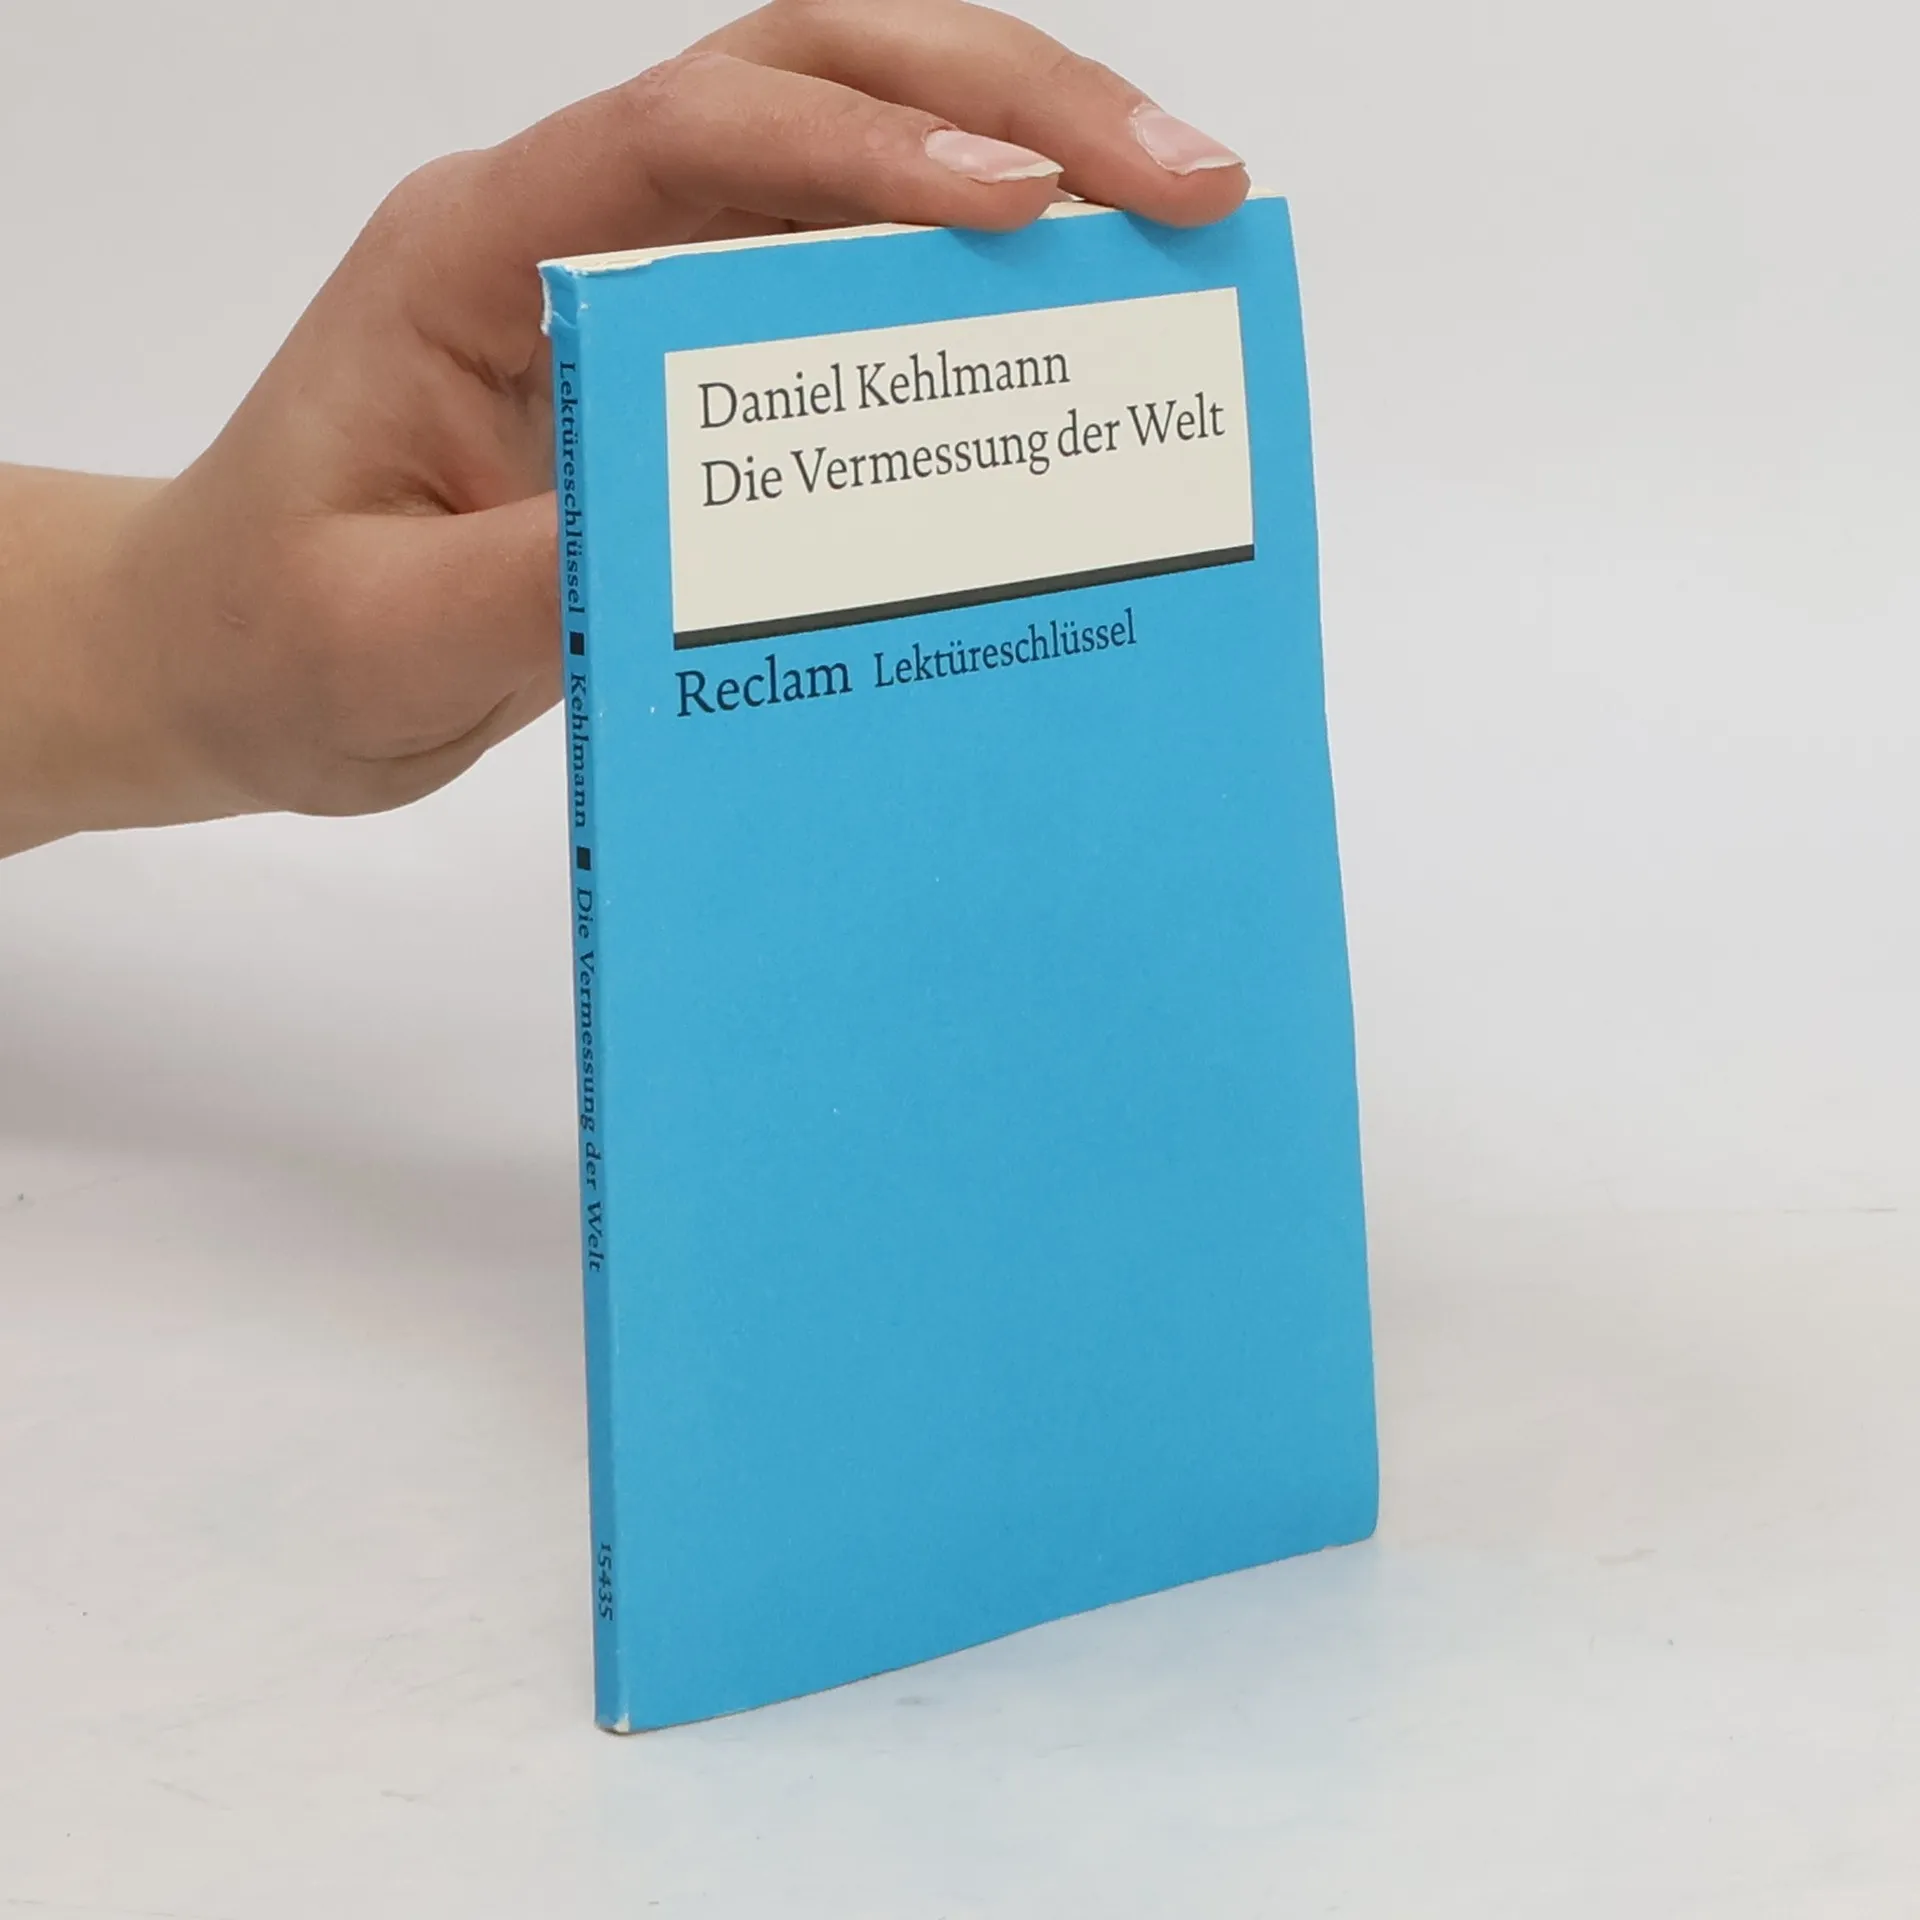 Daniel Kehlmann
Die Vermessung der Welt
Reclam Lektüreschlüssel
Lektüreschlüssel ■ Kehlmann ■ Die Vermessung der Welt
15435